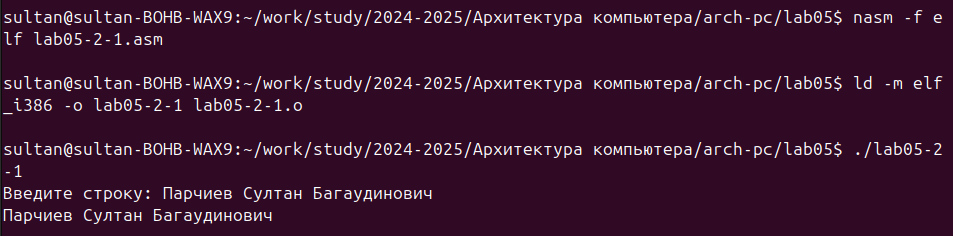 sultan@sultan-BOHB-WAX9:~/work/study/2024-2025/Архитектура компьютера/arch-pc/lab05$ nasm -f e
lf lab05-2-1.asm
sultan@sultan-BOHB-WAX9:~/work/study/2024-2025/Архитектура компьютера/arch-pc/lab05$ ld -m elf
_i386 -o lab05-2-1 lab05-2-1.o
sultan@sultan-BOHB-WAX9:~/work/study/2024-2025/Архитектура компьютера/arch-pc/lab05$ ./lab05-2
-1
Введите строку: Парчиев Султан Багаудинович
Парчиев Султан Багаудинович